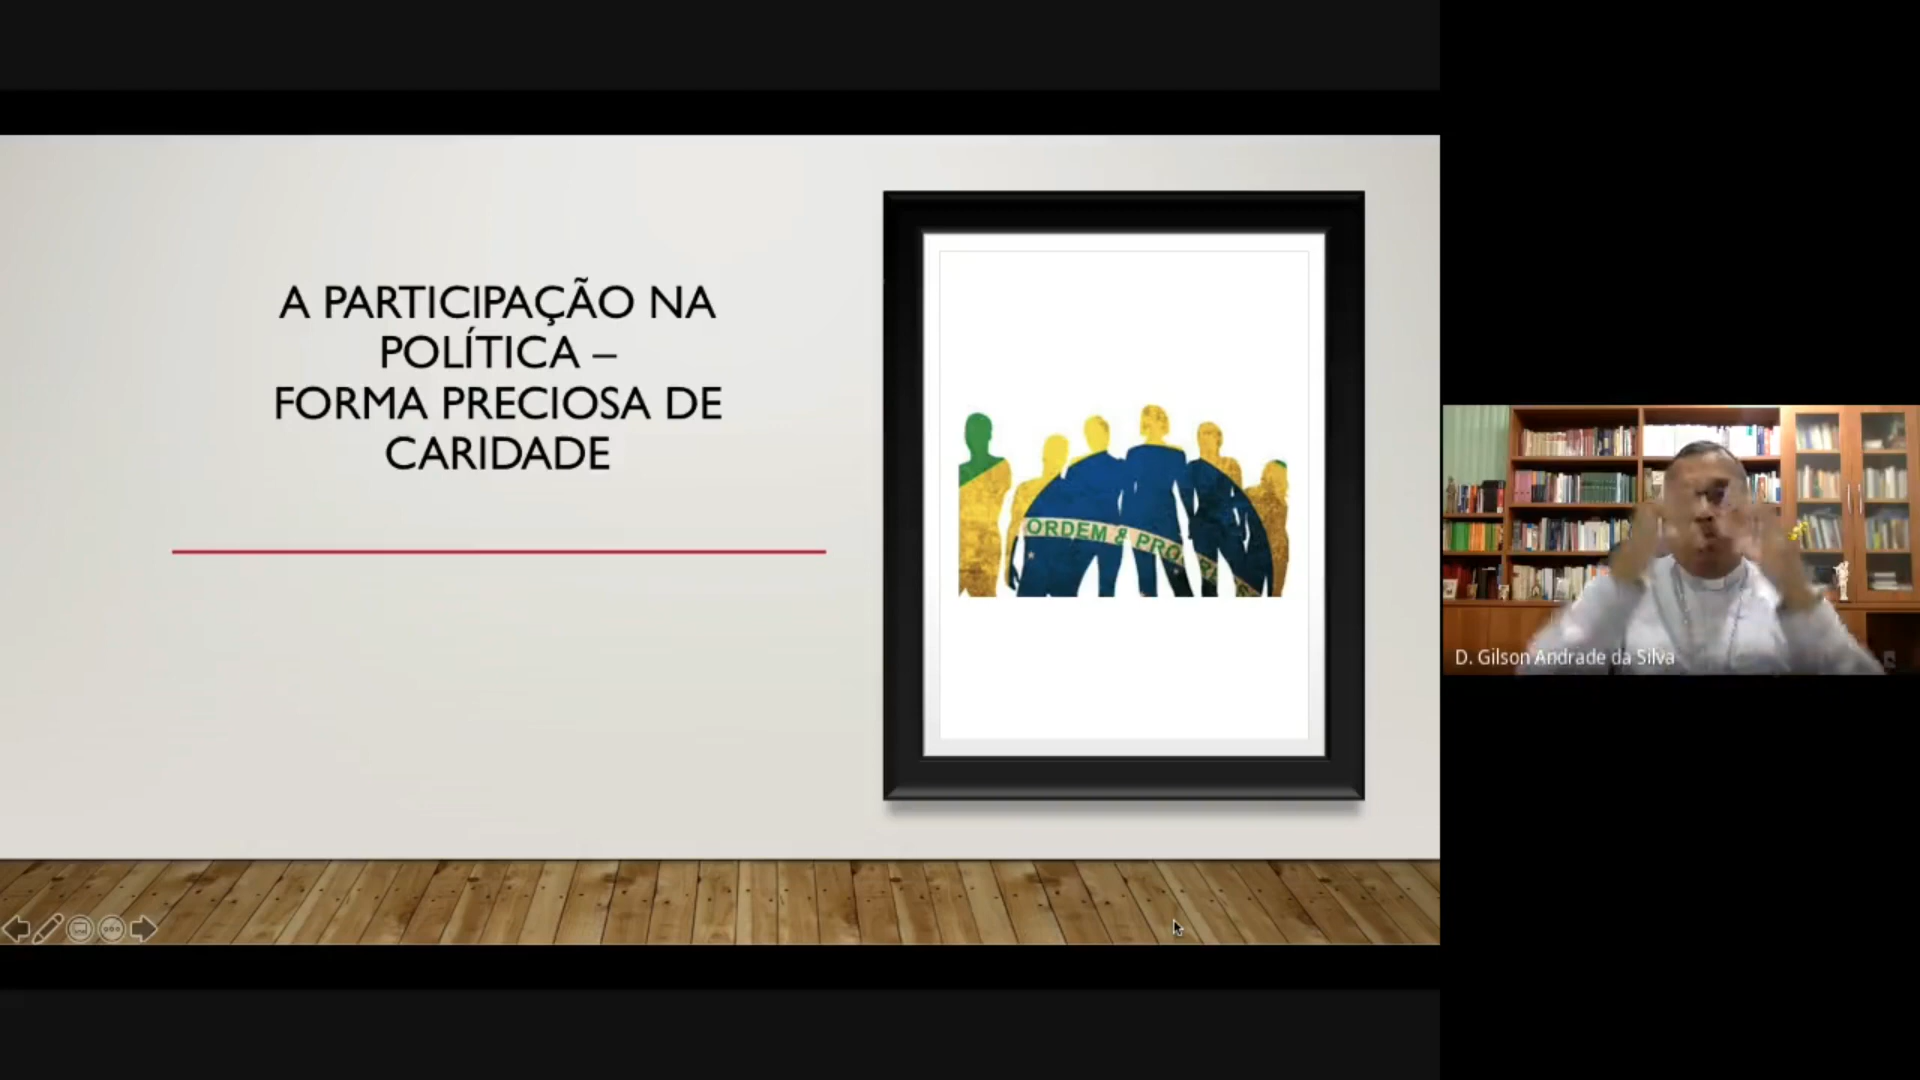 A PARTICIPAÇÃO NA
POLÍTICA –
FORMA PRECIOSA DE
CARIDADE
ORDEM & PRO
D. Gilson Andrade da Silva